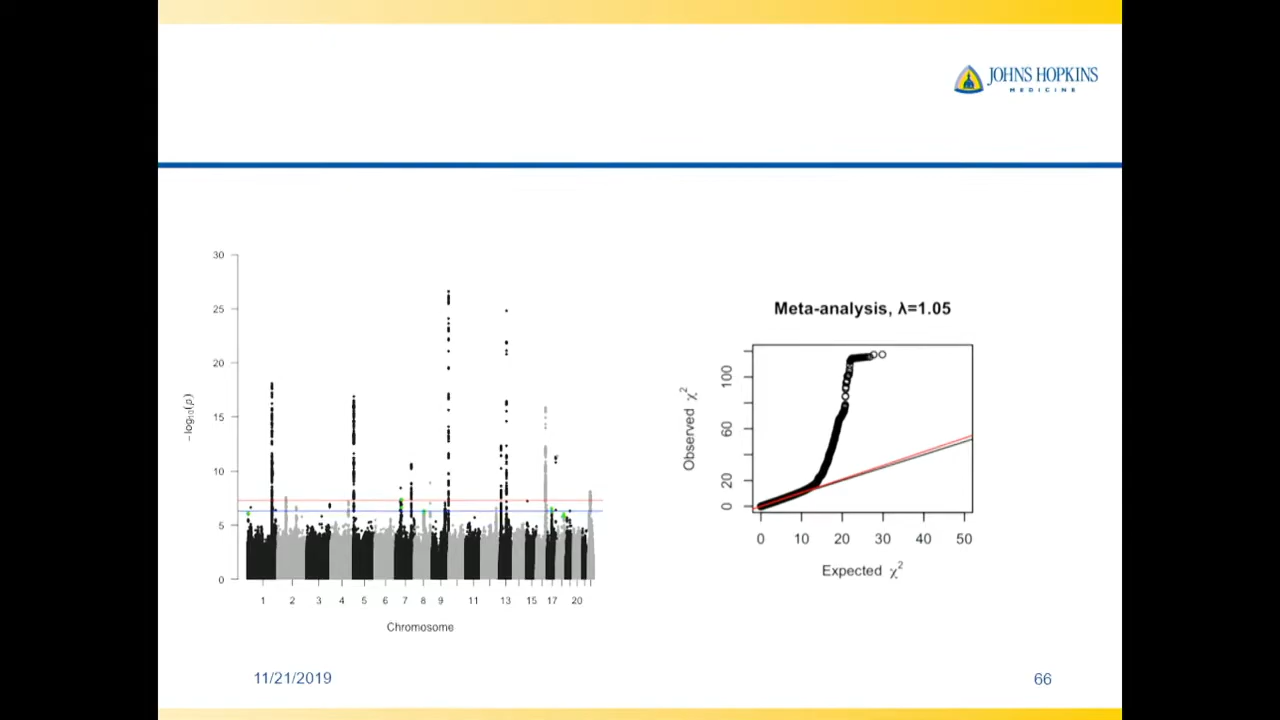 JOHNS HOPKINS
MEDICINE
30
25
20
15
10
5
0
−log10(p)
1 2 3 4 5 6 7 8 9 11 13 15 17 20
Chromosome
Meta-analysis, λ=1.05
100
60
20
0
Observed χ2
0 10 20 30 40 50
Expected χ2
11/21/2019
66